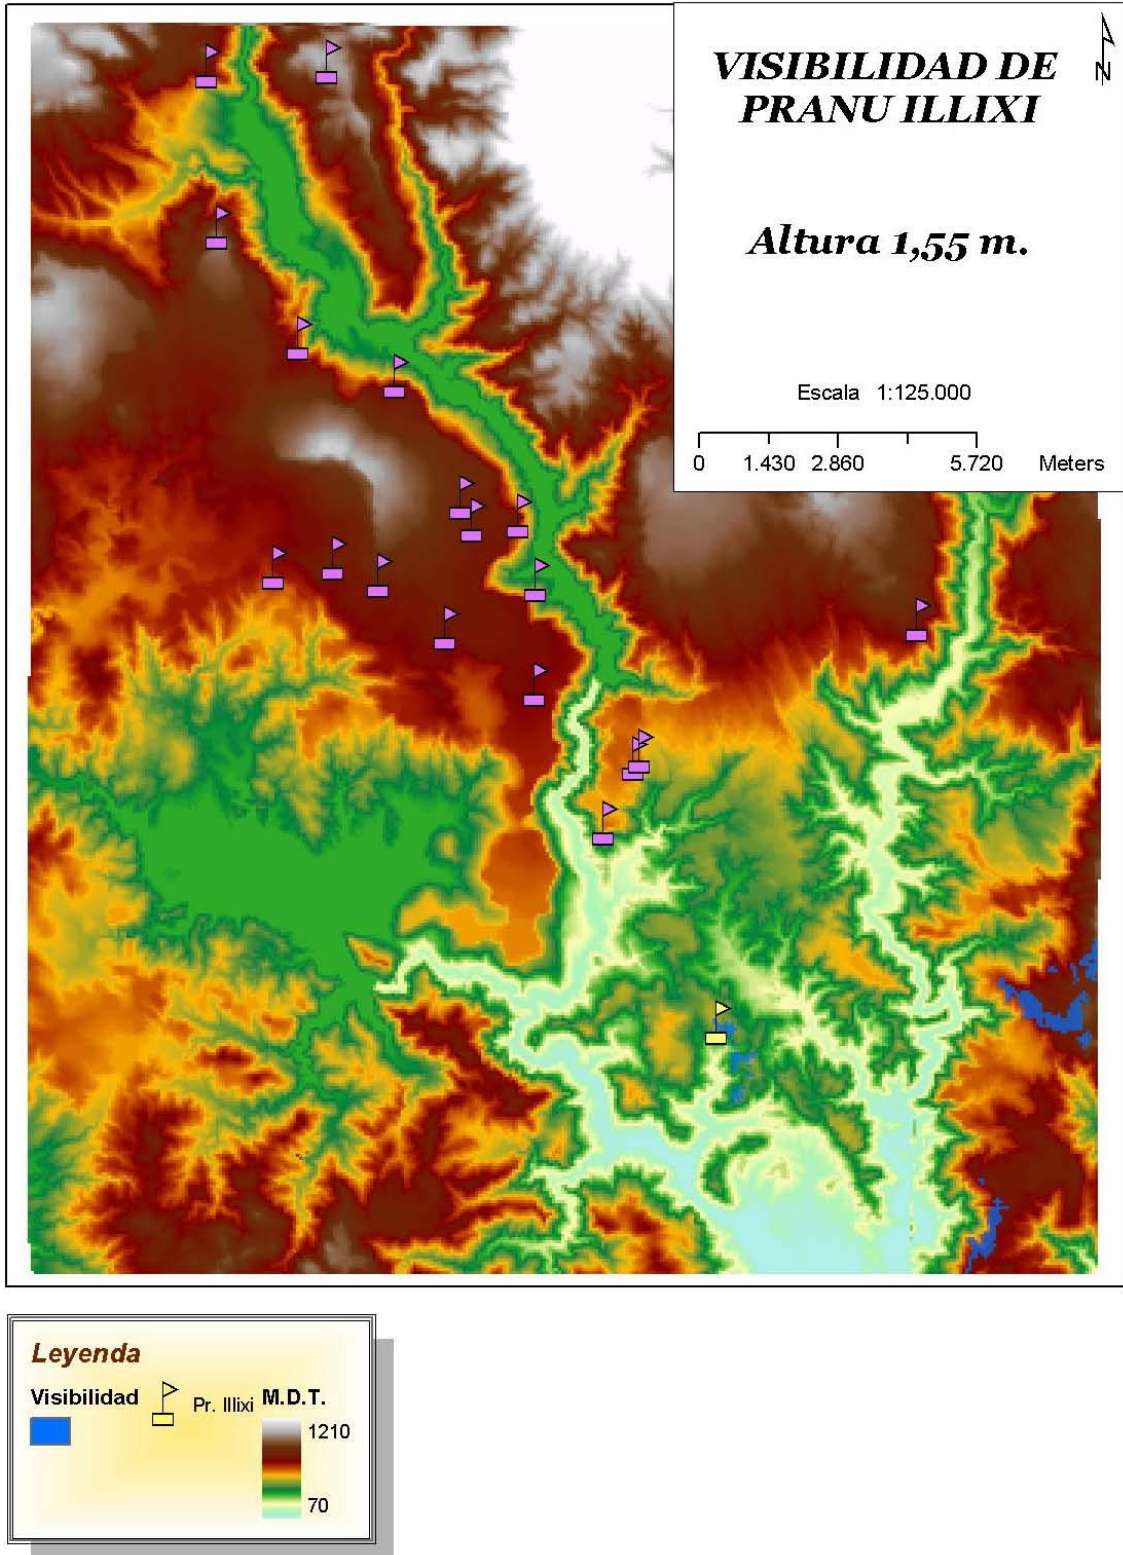 VISIBILIDAD DE
PRANU ILLIXI
Altura 1,55 m.
N
Escala 1:125.000
0 1.430 2.860 5.720 Meters
Leyenda
Visibilidad Pr. Illixi M.D.T.
1210
70